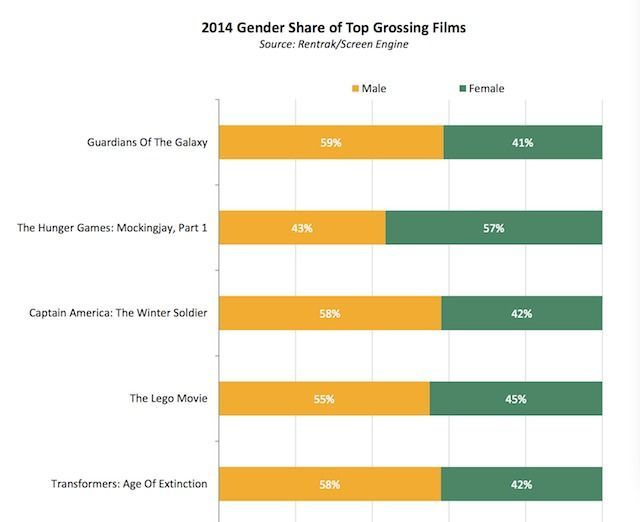 2014 Gender Share of Top Grossing Films
Source: Rentrak/Screen Engine
Male Female
Guardians Of The Galaxy 59% 41%
The Hunger Games: Mockingjay, Part 1 43% 57%
Captain America: The Winter Soldier 58% 42%
The Lego Movie 55% 45%
Transformers: Age Of Extinction 58% 42%